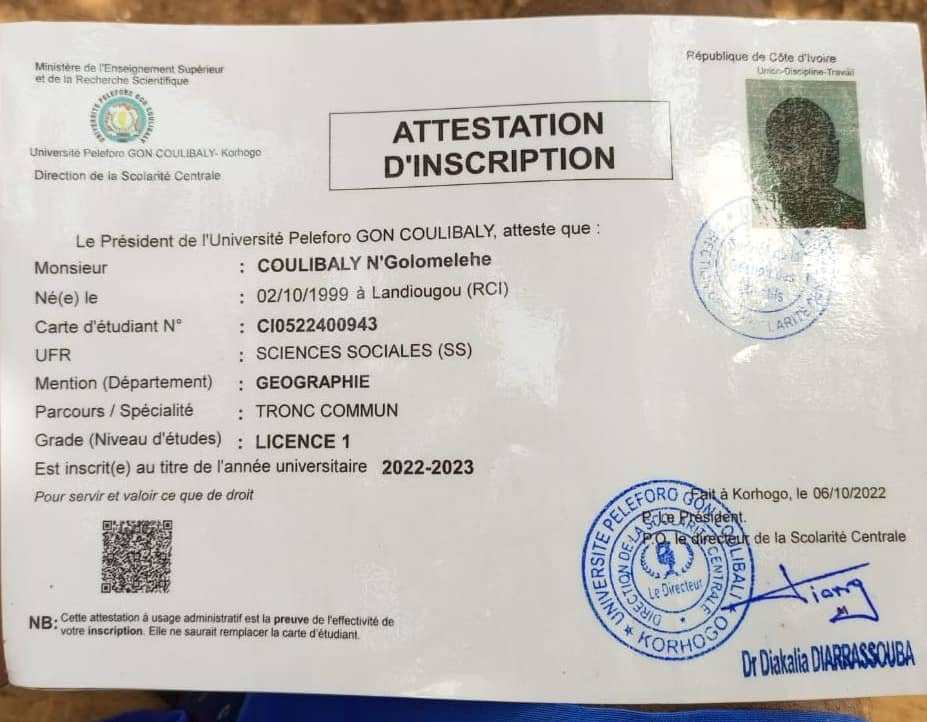 Ministère de l'Enseignement Supérieur
et de la Recherche Scientifique
UNIVERSITE PELEFORO GON COULIBALY
Université Peleforo GON COULIBALY- Korhogo
Direction de la Scolarité Centrale
République de Côte d'Ivoire
Union-Discipline-Travail
ATTESTATION
D'INSCRIPTION
Le Président de l'Université Peleforo GON COULIBALY, atteste que :
Monsieur : COULIBALY N'Golomelehe
Né(e) le : 02/10/1999 à Landiougou (RCI)
Carte d'étudiant N° : CI0522400943
UFR : SCIENCES SOCIALES (SS)
Mention (Département) : GEOGRAPHIE
Parcours / Spécialité : TRONC COMMUN
Grade (Niveau d'études) : LICENCE 1
Est inscrit(e) au titre de l'année universitaire 2022-2023
Pour servir et valoir ce que de droit
Fait à Korhogo, le 06/10/2022
P. Le Président.
P.O. le directeur de la Scolarité Centrale
UNIVERSITE PELEFORO GON COULIBALY
KORHOGO
DIRECTION DE LA SCOLARITE CENTRALE
Le Directeur
Dr Diakalia DIARRASSOUBA
NB: Cette attestation à usage administratif est la preuve de l'effectivité de
votre inscription. Elle ne saurait remplacer la carte d'étudiant.